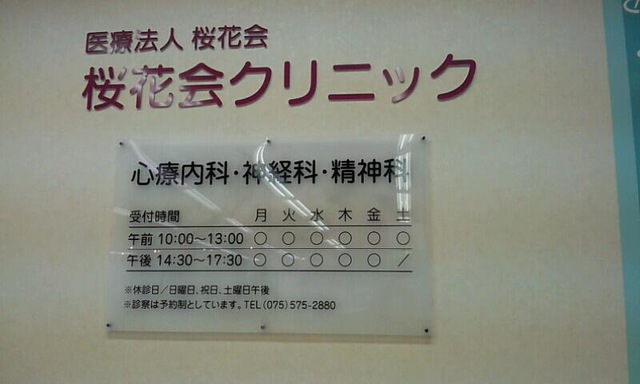 医療法人 桜花会
桜花会クリニック
心療内科・神経科・精神科
受付時間 月 火 水 木 金 土
午前 10:00～13:00 ○ ○ ○ ○ ○ ○
午後 14:30～17:30 ○ ○ ○ ○ ○ /
※休診日/日曜日、祝日、土曜日午後
※診察は予約制としています。TEL(075)575-2880